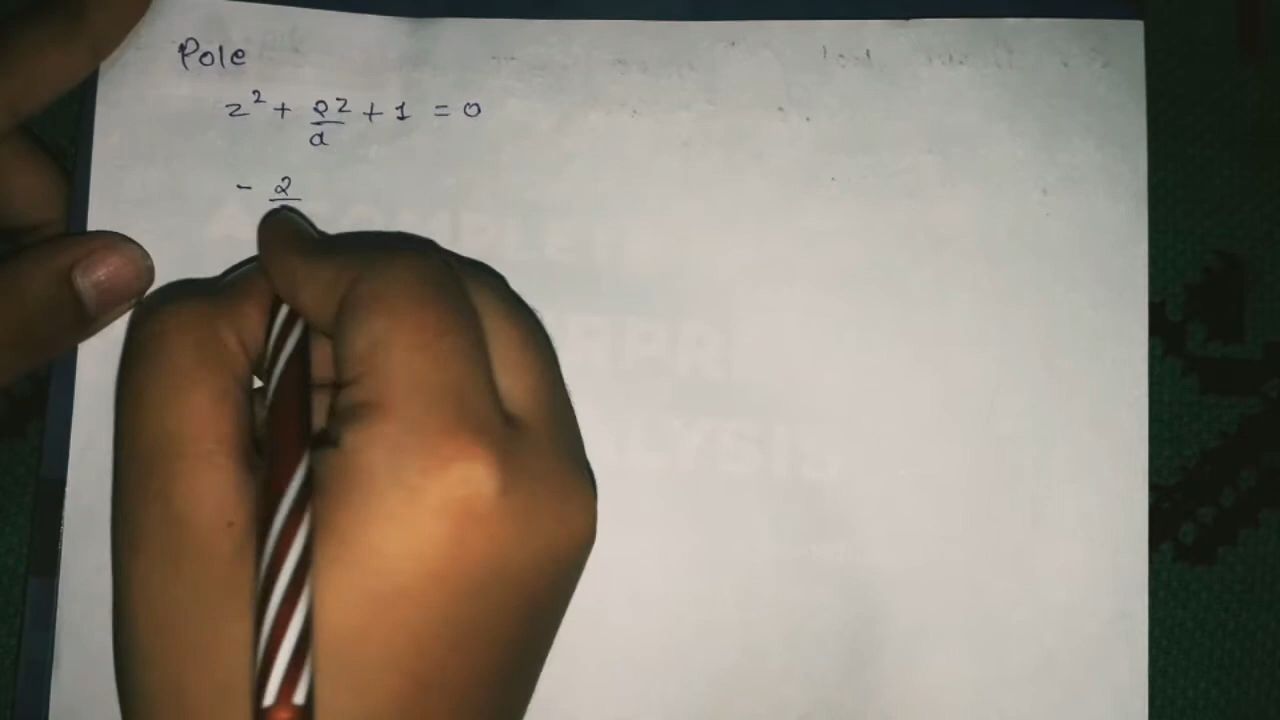 Pole
z² + 2z/a + 1 = 0
- 2